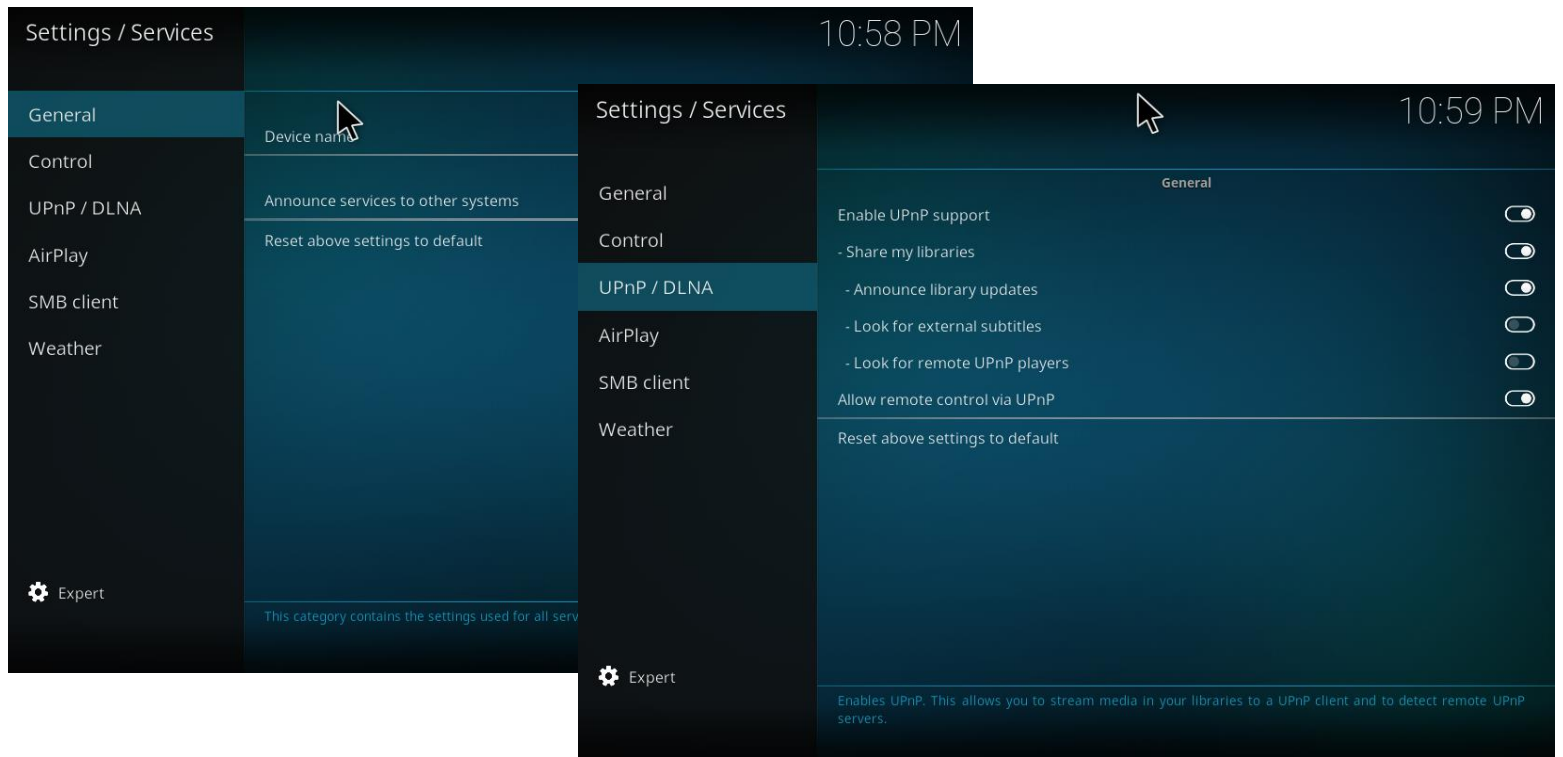 Settings / Services
10:58 PM
General
Control
UPnP / DLNA
AirPlay
SMB client
Weather
Expert
Device name
Announce services to other systems
Reset above settings to default
This category contains the settings used for all serv
Settings / Services
10:59 PM
General
Control
UPnP / DLNA
AirPlay
SMB client
Weather
Expert
General
Enable UPnP support
- Share my libraries
- Announce library updates
- Look for external subtitles
- Look for remote UPnP players
Allow remote control via UPnP
Reset above settings to default
Enables UPnP. This allows you to stream media in your libraries to a UPnP client and to detect remote UPnP
servers.